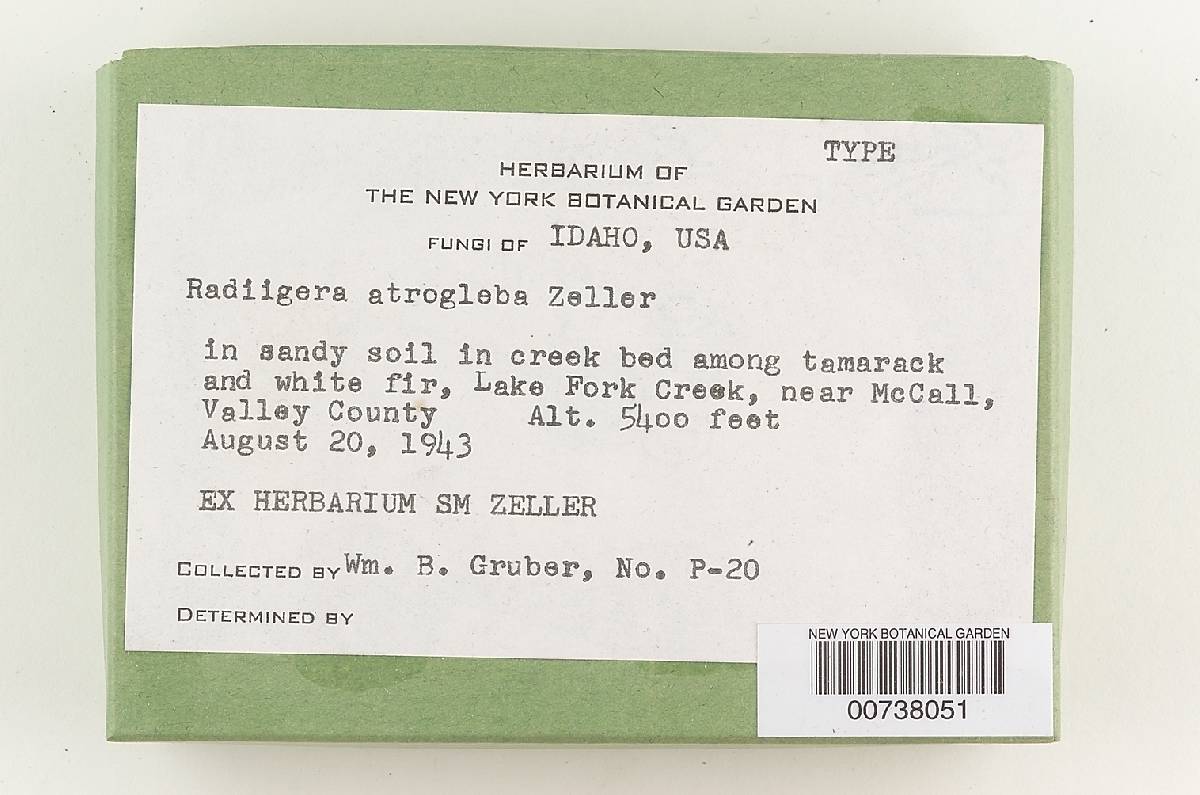 TYPE
HERBARIUM OF
THE NEW YORK BOTANICAL GARDEN
FUNGI OF IDAHO, USA
Radiigera atrogleba Zeller
in sandy soil in creek bed among tamarack
and white fir, Lake Fork Creek, near McCall,
Valley County Alt. 5400 feet
August 20, 1943
EX HERBARIUM SM ZELLER
COLLECTED BY Wm. B. Gruber, No. P-20
DETERMINED BY
NEW YORK BOTANICAL GARDEN
00738051